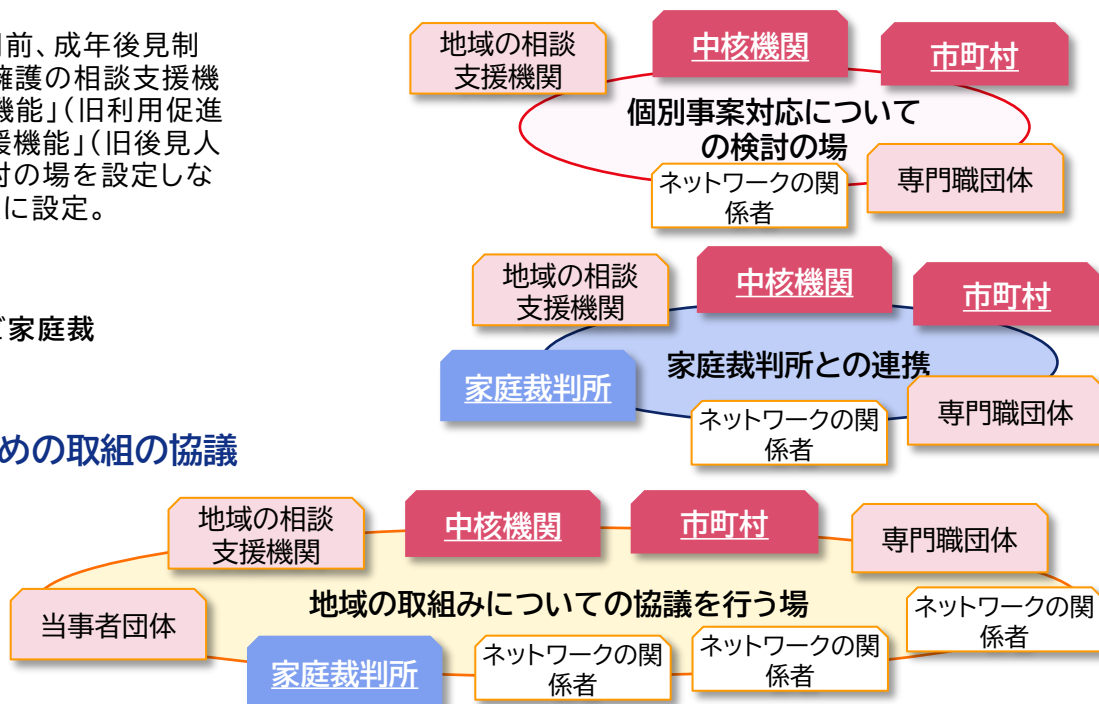 前、成年後見制
擁護の相談支援機
機能」(旧利用促進
援機能」(旧後見人
討の場を設定しな
に設定。
家庭裁
めの取組の協議
地域の相談
支援機関
中核機関
市町村
個別事案対応について
の検討の場
ネットワークの関
係者
専門職団体
地域の相談
支援機関
中核機関
市町村
家庭裁判所との連携
家庭裁判所
ネットワークの関
係者
専門職団体
地域の相談
支援機関
中核機関
市町村
専門職団体
当事者団体
地域の取組みについての協議を行う場
ネットワークの関
係者
家庭裁判所
ネットワークの関
係者
ネットワークの関
係者